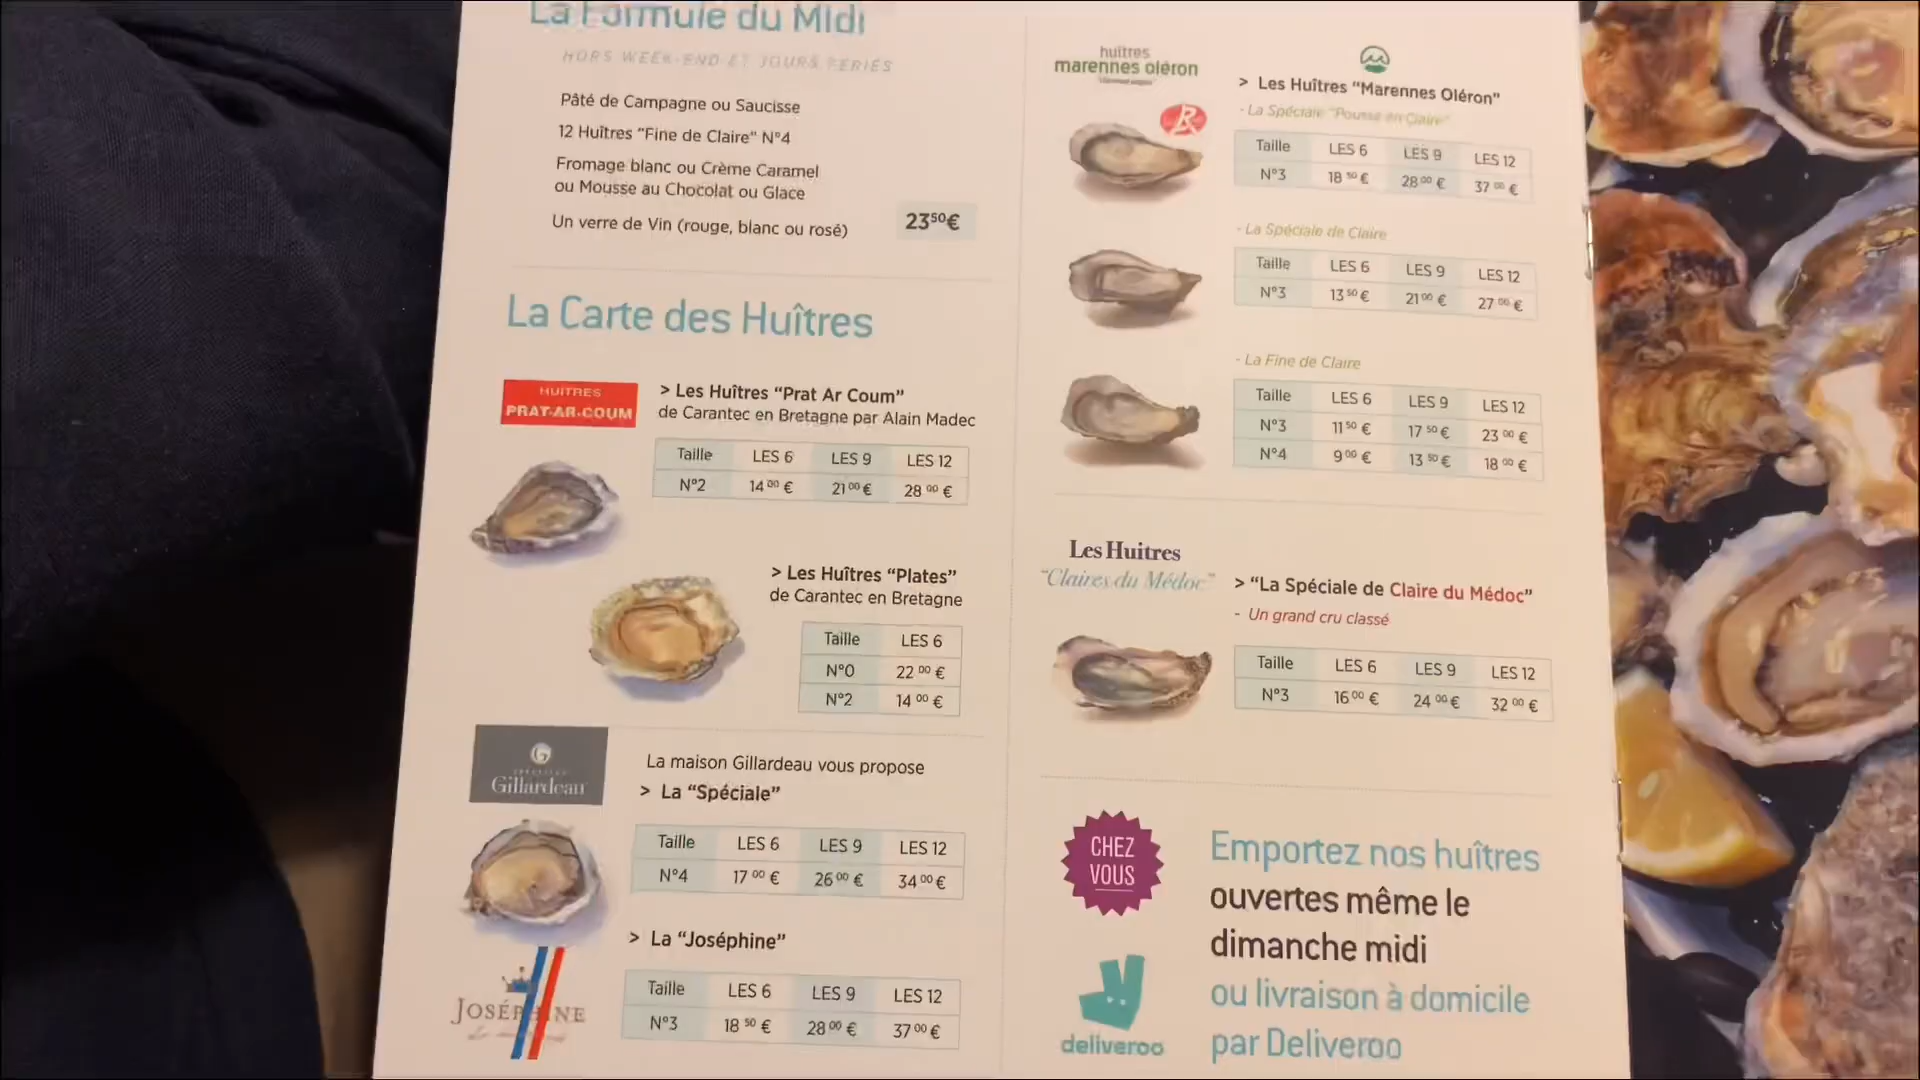 La Formule du Midi
HORS WEEK-END ET JOURS FÉRIÉS
Pâté de Campagne ou Saucisse
12 Huîtres "Fine de Claire" N°4
Fromage blanc ou Crème Caramel
ou Mousse au Chocolat ou Glace
Un verre de Vin (rouge, blanc ou rosé)
23⁵⁰€
La Carte des Huîtres
HUITRES
PRAT-AR-COUM
> Les Huîtres "Prat Ar Coum"
de Carantec en Bretagne par Alain Madec
Taille LES 6 LES 9 LES 12
N°2 14⁰⁰ € 21⁰⁰ € 28⁰⁰ €
> Les Huîtres "Plates"
de Carantec en Bretagne
Taille LES 6
N°0 22⁰⁰ €
N°2 14⁰⁰ €
G
Gillardeau
La maison Gillardeau vous propose
> La "Spéciale"
Taille LES 6 LES 9 LES 12
N°4 17⁰⁰ € 26⁰⁰ € 34⁰⁰ €
> La "Joséphine"
JOSÉPHINE
Taille LES 6 LES 9 LES 12
N°3 18⁵⁰ € 28⁰⁰ € 37⁰⁰ €
huîtres
marennes oléron
> Les Huîtres "Marennes Oléron"
- La Spéciale "Pousse en Claire"
Taille LES 6 LES 9 LES 12
N°3 18⁵⁰ € 28⁰⁰ € 37⁰⁰ €
- La Spéciale de Claire
Taille LES 6 LES 9 LES 12
N°3 13⁵⁰ € 21⁰⁰ € 27⁰⁰ €
- La Fine de Claire
Taille LES 6 LES 9 LES 12
N°3 11⁵⁰ € 17⁵⁰ € 23⁰⁰ €
N°4 9⁰⁰ € 13⁵⁰ € 18⁰⁰ €
Les Huitres
"Claires du Médoc"
> "La Spéciale de Claire du Médoc"
- Un grand cru classé
Taille LES 6 LES 9 LES 12
N°3 16⁰⁰ € 24⁰⁰ € 32⁰⁰ €
CHEZ
VOUS
Emportez nos huîtres
ouvertes même le
dimanche midi
ou livraison à domicile
par Deliveroo
deliveroo